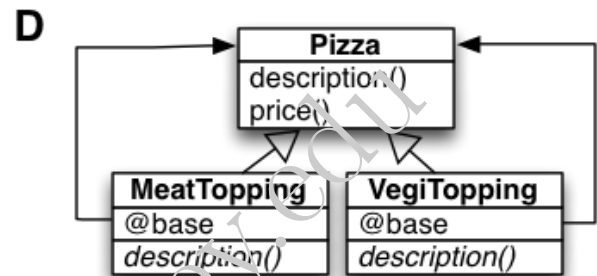 D
Pizza
description()
price()
MeatTopping
@base
description()
VegiTopping
@base
description()